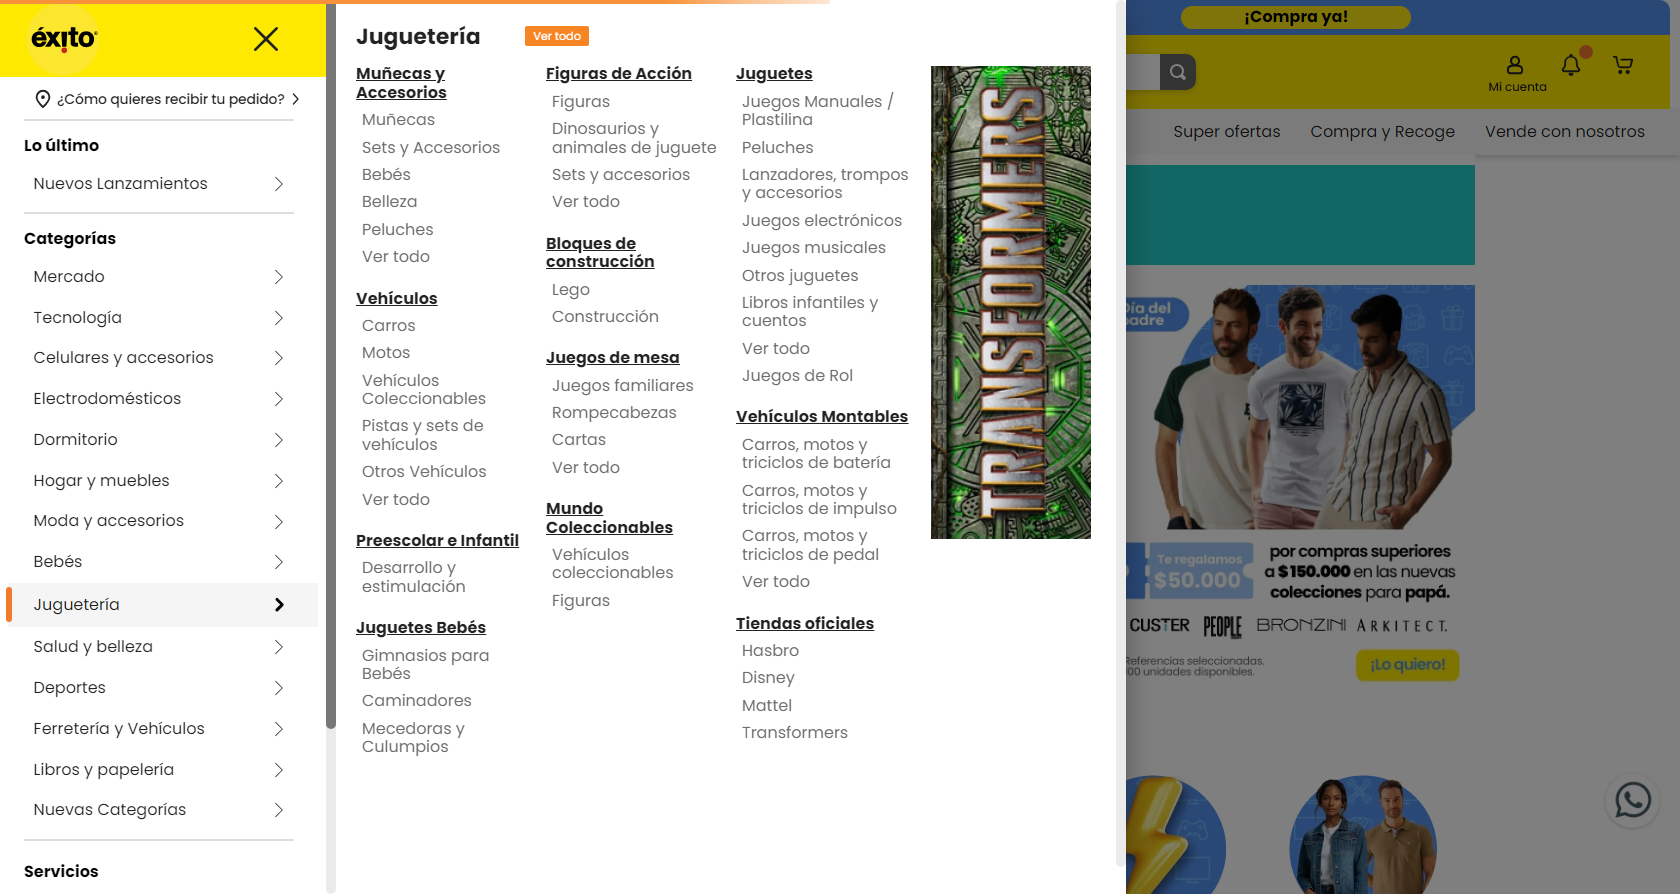 éxito
¿Cómo quieres recibir tu pedido?
Lo último
Nuevos Lanzamientos
Categorías
Mercado
Tecnología
Celulares y accesorios
Electrodomésticos
Dormitorio
Hogar y muebles
Moda y accesorios
Bebés
Juguetería
Salud y belleza
Deportes
Ferretería y Vehículos
Libros y papelería
Nuevas Categorías
Servicios
Juguetería
Ver todo
Muñecas y
Accesorios
Muñecas
Sets y Accesorios
Bebés
Belleza
Peluches
Ver todo
Vehículos
Carros
Motos
Vehículos
Coleccionables
Pistas y sets de
vehículos
Otros Vehículos
Ver todo
Preescolar e Infantil
Desarrollo y
estimulación
Juguetes Bebés
Gimnasios para
Bebés
Caminadores
Mecedoras y
Culumpios
Figuras de Acción
Figuras
Dinosaurios y
animales de juguete
Sets y accesorios
Ver todo
Bloques de
construcción
Lego
Construcción
Juegos de mesa
Juegos familiares
Rompecabezas
Cartas
Ver todo
Mundo
Coleccionables
Vehículos
coleccionables
Figuras
Juguetes
Juegos Manuales /
Plastilina
Peluches
Lanzadores, trompos
y accesorios
Juegos electrónicos
Juegos musicales
Otros juguetes
Libros infantiles y
cuentos
Ver todo
Juegos de Rol
Vehículos Montables
Carros, motos y
triciclos de batería
Carros, motos y
triciclos de impulso
Carros, motos y
triciclos de pedal
Ver todo
Tiendas oficiales
Hasbro
Disney
Mattel
Transformers
TRANSFORMERS
¡Compra ya!
Mi cuenta
Super ofertas
Compra y Recoge
Vende con nosotros
Día del
padre
Te regalamos
$50.000
por compras superiores
a $150.000 en las nuevas
colecciones para papá.
CUSTER
PEOPLE
BRONZINI
ARKITECT.
Referencias seleccionadas.
00 unidades disponibles.
¡Lo quiero!